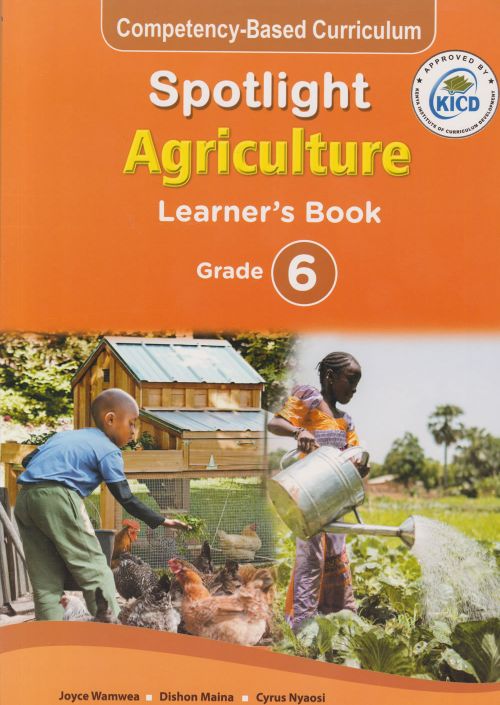 Competency-Based Curriculum
APPROVED BY
KICD
KENYA INSTITUTE OF CURRICULUM DEVELOPMENT
Spotlight
Agriculture
Learner's Book
Grade 6
Joyce Wamwea ■ Dishon Maina ■ Cyrus Nyaosi